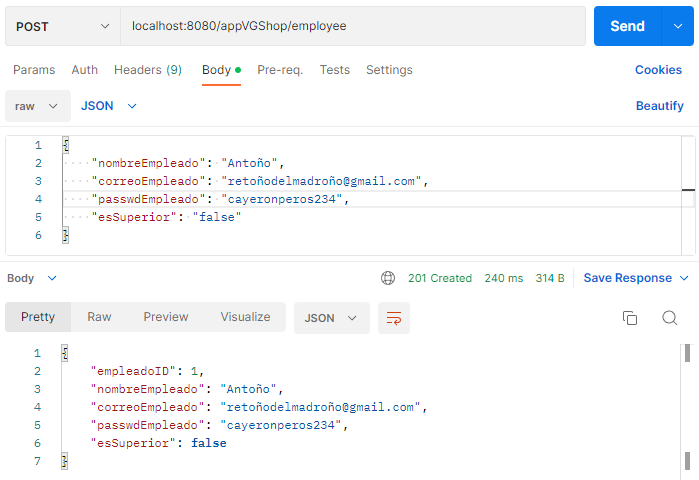 POST localhost:8080/appVGShop/employee Send
Params Auth Headers (9) Body Pre-req. Tests Settings Cookies
raw JSON Beautify
1 {
2 "nombreEmpleado": "Antoño",
3 "correoEmpleado": "retoñodelmadroño@gmail.com",
4 "passwdEmpleado": "cayeronperos234",
5 "esSuperior": "false"
6 }
Body 201 Created 240 ms 314 B Save Response
Pretty Raw Preview Visualize JSON
1 {
2 "empleadoID": 1,
3 "nombreEmpleado": "Antoño",
4 "correoEmpleado": "retoñodelmadroño@gmail.com",
5 "passwdEmpleado": "cayeronperos234",
6 "esSuperior": false
7 }